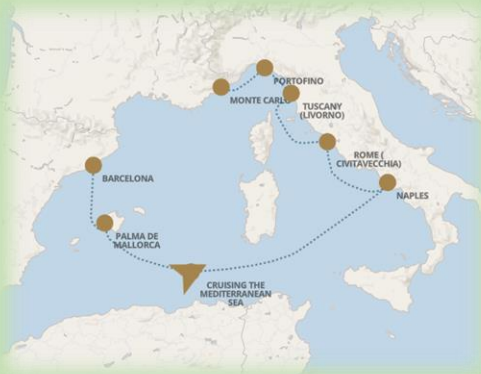 PORTOFINO
MONTE CARLO
TUSCANY
(LIVORNO)
ROME (
CIVITAVECCHIA)
BARCELONA
NAPLES
PALMA DE
MALLORCA
CRUISING THE
MEDITERRANEAN
SEA